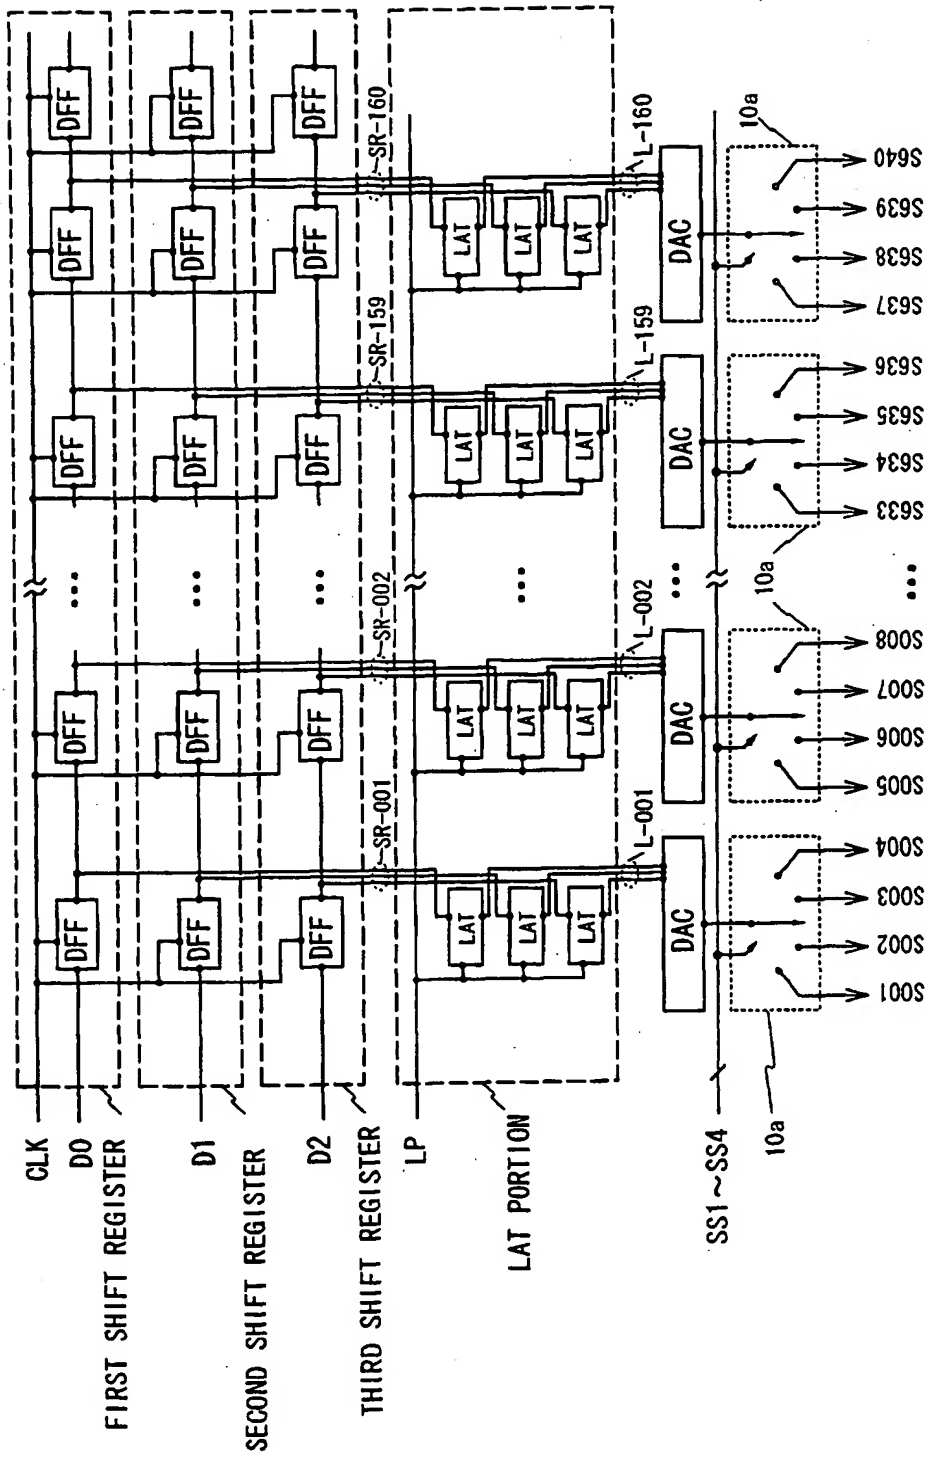 CLK
D0
FIRST SHIFT REGISTER
DFF
DFF
DFF
DFF
DFF
...
D1
SECOND SHIFT REGISTER
DFF
DFF
DFF
DFF
DFF
...
D2
THIRD SHIFT REGISTER
DFF
DFF
DFF
DFF
DFF
...
SR-001
SR-002
SR-159
SR-160
LP
LAT PORTION
LAT
LAT
LAT
LAT
LAT
LAT
...
LAT
LAT
LAT
LAT
LAT
LAT
L-001
L-002
L-159
L-160
DAC
DAC
...
DAC
DAC
SS1~SS4
10a
10a
10a
S001
S002
S003
S004
S005
S006
S007
S008
...
S633
S634
S635
S636
S637
S638
S639
S640